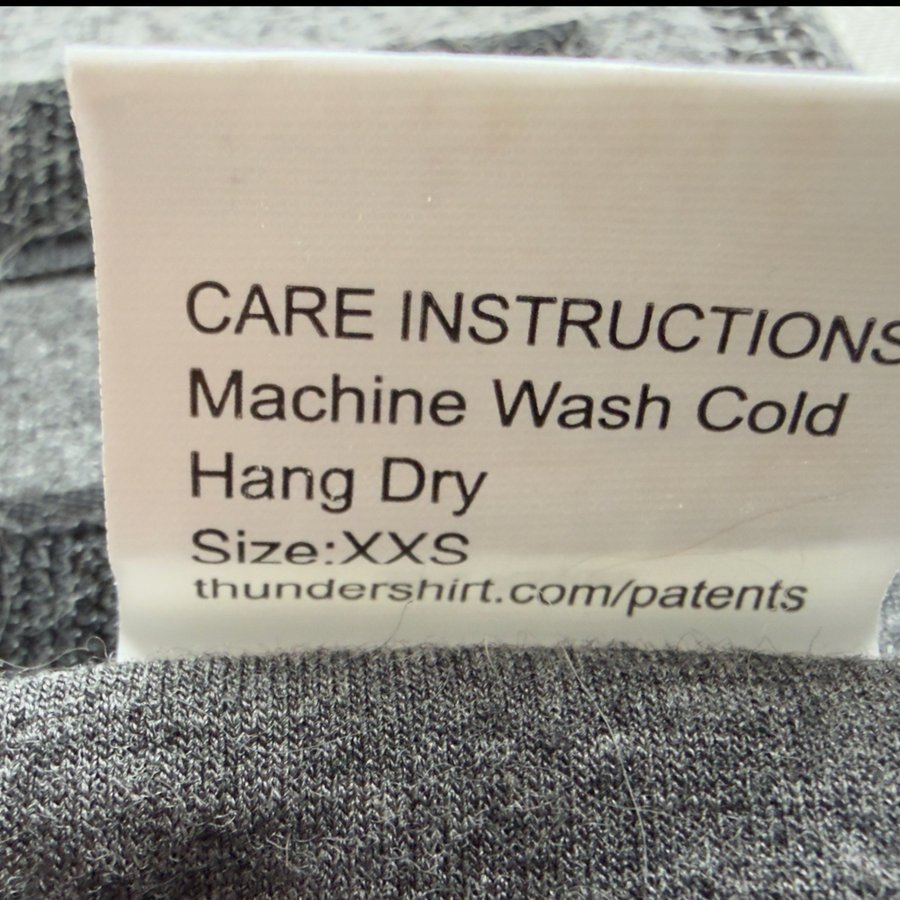 CARE INSTRUCTIONS
Machine Wash Cold
Hang Dry
Size:XXS
thundershirt.com/patents